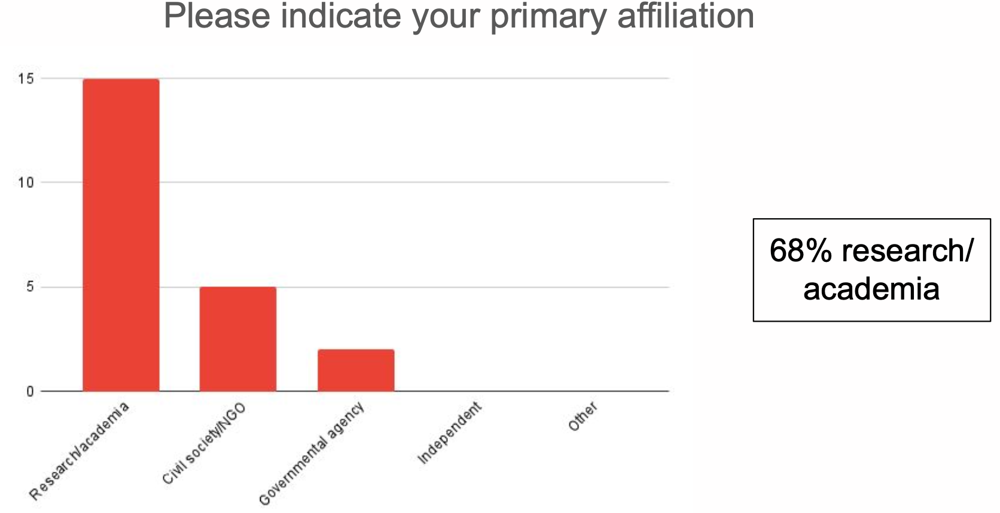 Please indicate your primary affiliation
15
10
5
0
Research/academia
Civil society/NGO
Governmental agency
Independent
Other
68% research/
academia